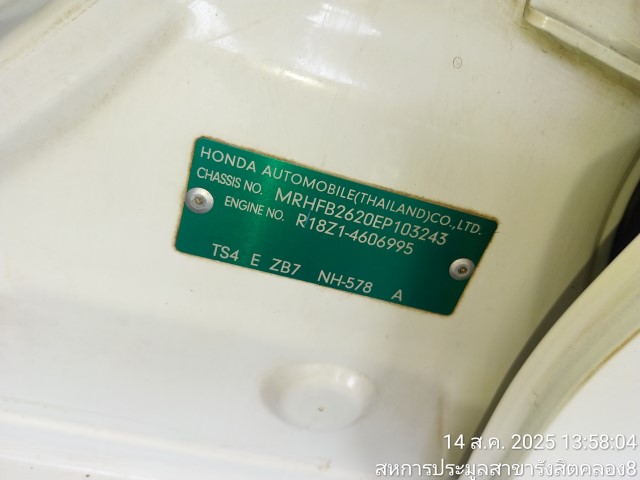 HONDA AUTOMOBILE(THAILAND)CO.,LTD.
CHASSIS NO. MRHFB2620EP103243
ENGINE NO. R18Z1-4606995
TS4 E ZB7 NH-578 A
14 ส.ค. 2025 13:58:04
สหการประมูลสาขารังสิตคลอง8